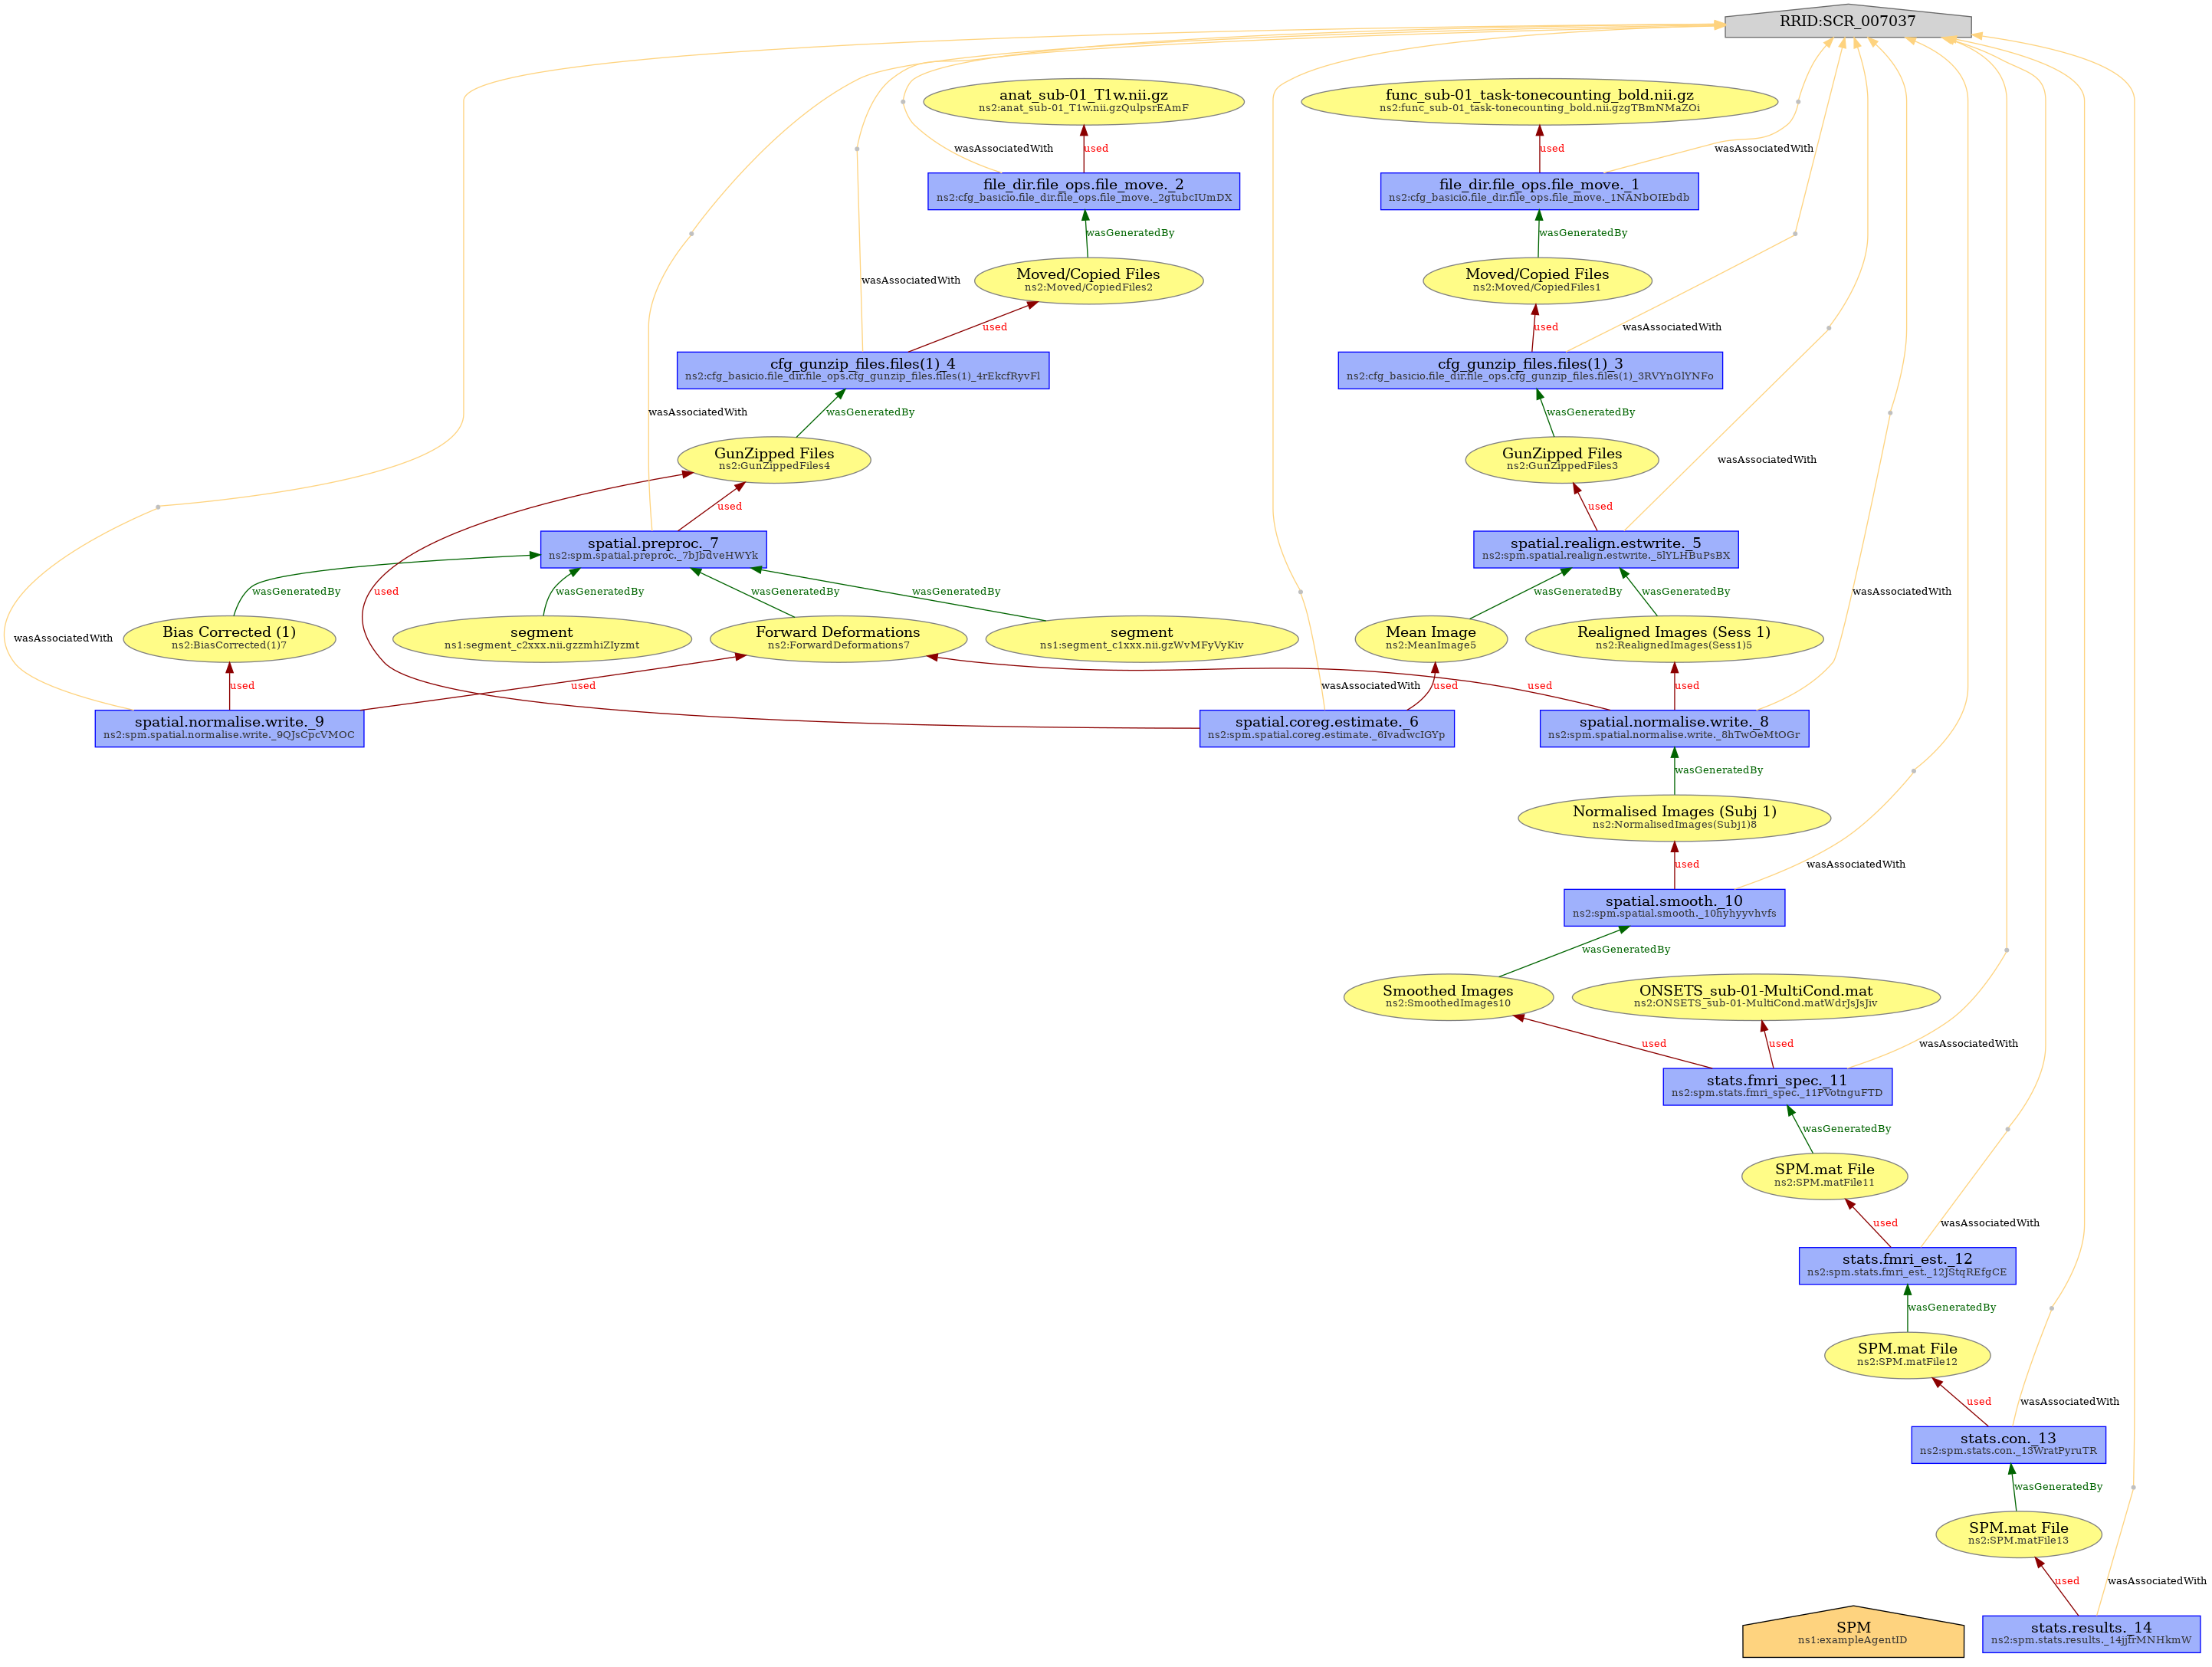 RRID:SCR_007037
anat_sub-01_T1w.nii.gz
ns2:anat_sub-01_T1w.nii.gzQulpsrEAmF
func_sub-01_task-tonecounting_bold.nii.gz
ns2:func_sub-01_task-tonecounting_bold.nii.gzgTBmNMaZOi
wasAssociatedWith
used
used
wasAssociatedWith
file_dir.file_ops.file_move._2
ns2:cfg_basicio.file_dir.file_ops.file_move._2gtubcIUmDX
file_dir.file_ops.file_move._1
ns2:cfg_basicio.file_dir.file_ops.file_move._1NANbOIEbdb
wasGeneratedBy
wasGeneratedBy
wasAssociatedWith
Moved/Copied Files
ns2:Moved/CopiedFiles2
Moved/Copied Files
ns2:Moved/CopiedFiles1
used
used
wasAssociatedWith
cfg_gunzip_files.files(1)_4
ns2:cfg_basicio.file_dir.file_ops.cfg_gunzip_files.files(1)_4rEkcfRyvFl
cfg_gunzip_files.files(1)_3
ns2:cfg_basicio.file_dir.file_ops.cfg_gunzip_files.files(1)_3RVYnGlYNFo
wasAssociatedWith
wasGeneratedBy
wasGeneratedBy
GunZipped Files
ns2:GunZippedFiles4
GunZipped Files
ns2:GunZippedFiles3
wasAssociatedWith
used
used
spatial.preproc._7
ns2:spm.spatial.preproc._7bJbdveHWYk
spatial.realign.estwrite._5
ns2:spm.spatial.realign.estwrite._5lYLHBuPsBX
wasGeneratedBy
used
wasGeneratedBy
wasGeneratedBy
wasGeneratedBy
wasGeneratedBy
wasGeneratedBy
wasAssociatedWith
wasAssociatedWith
Bias Corrected (1)
ns2:BiasCorrected(1)7
segment
ns1:segment_c2xxx.nii.gzzmhiZIyzmt
Forward Deformations
ns2:ForwardDeformations7
segment
ns1:segment_c1xxx.nii.gzWvMFyVyKiv
Mean Image
ns2:MeanImage5
Realigned Images (Sess 1)
ns2:RealignedImages(Sess1)5
used
used
wasAssociatedWith
used
used
used
spatial.normalise.write._9
ns2:spm.spatial.normalise.write._9QJsCpcVMOC
spatial.coreg.estimate._6
ns2:spm.spatial.coreg.estimate._6IvadwcIGYp
spatial.normalise.write._8
ns2:spm.spatial.normalise.write._8hTwOeMtOGr
wasGeneratedBy
Normalised Images (Subj 1)
ns2:NormalisedImages(Subj1)8
used
wasAssociatedWith
spatial.smooth._10
ns2:spm.spatial.smooth._10hyhyyvhvfs
wasGeneratedBy
Smoothed Images
ns2:SmoothedImages10
ONSETS_sub-01-MultiCond.mat
ns2:ONSETS_sub-01-MultiCond.matWdrJsJsJiv
used
used
wasAssociatedWith
stats.fmri_spec._11
ns2:spm.stats.fmri_spec._11PVotnguFTD
wasGeneratedBy
SPM.mat File
ns2:SPM.matFile11
used
wasAssociatedWith
stats.fmri_est._12
ns2:spm.stats.fmri_est._12JStqREfgCE
wasGeneratedBy
SPM.mat File
ns2:SPM.matFile12
used
wasAssociatedWith
stats.con._13
ns2:spm.stats.con._13WratPyruTR
wasGeneratedBy
SPM.mat File
ns2:SPM.matFile13
used
wasAssociatedWith
SPM
ns1:exampleAgentID
stats.results._14
ns2:spm.stats.results._14jjfrMNHkmW